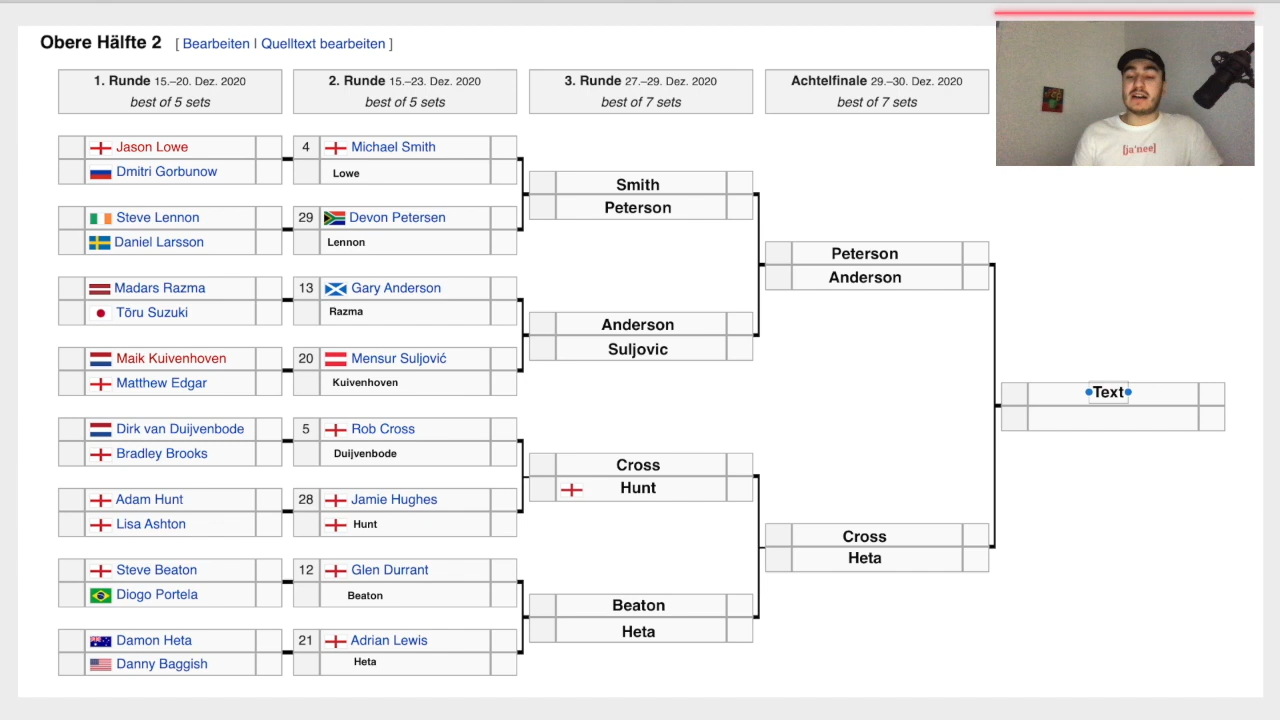 Obere Hälfte 2 [ Bearbeiten | Quelltext bearbeiten ]
1. Runde 15.–20. Dez. 2020
best of 5 sets
2. Runde 15.–23. Dez. 2020
best of 5 sets
3. Runde 27.–29. Dez. 2020
best of 7 sets
Achtelfinale 29.–30. Dez. 2020
best of 7 sets
Jason Lowe
Dmitri Gorbunow
Steve Lennon
Daniel Larsson
Madars Razma
Tōru Suzuki
Maik Kuivenhoven
Matthew Edgar
Dirk van Duijvenbode
Bradley Brooks
Adam Hunt
Lisa Ashton
Steve Beaton
Diogo Portela
Damon Heta
Danny Baggish
4 Michael Smith
Lowe
29 Devon Petersen
Lennon
13 Gary Anderson
Razma
20 Mensur Suljović
Kuivenhoven
5 Rob Cross
Duijvenbode
28 Jamie Hughes
Hunt
12 Glen Durrant
Beaton
21 Adrian Lewis
Heta
Smith
Peterson
Anderson
Suljovic
Cross
Hunt
Beaton
Heta
Peterson
Anderson
Cross
Heta
Text
[ja'nee]